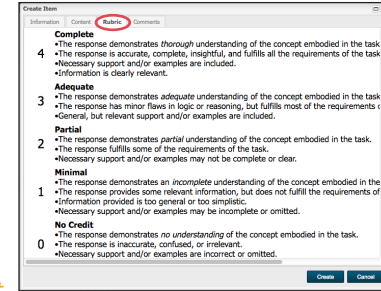 Create Item
Information Content Rubric Comments
Complete
4
•The response demonstrates thorough understanding of the concept embodied in the task
•The response is accurate, complete, insightful, and fulfills all the requirements of the task
•Necessary support and/or examples are included.
•Information is clearly relevant.
Adequate
3
•The response demonstrates adequate understanding of the concept embodied in the task
•The response has minor flaws in logic or reasoning, but fulfills most of the requirements
•General, but relevant support and/or examples are included.
Partial
2
•The response demonstrates partial understanding of the concept embodied in the task.
•The response fulfills some of the requirements of the task.
•Necessary support and/or examples may not be complete or clear.
Minimal
1
•The response demonstrates an incomplete understanding of the concept embodied in the
•The response provides some relevant information, but does not fulfill the requirements of
•Information provided is too general or too simplistic.
•Necessary support and/or examples may be incomplete or omitted.
No Credit
0
•The response demonstrates no understanding of the concept embodied in the task.
•The response is inaccurate, confused, or irrelevant.
•Necessary support and/or examples are incorrect or omitted.
Create Cancel